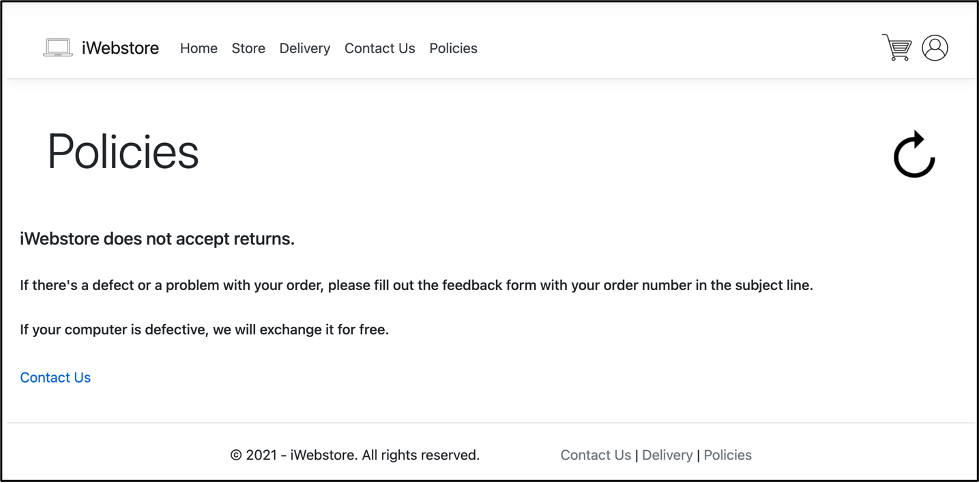 iWebstore Home Store Delivery Contact Us Policies
Policies
iWebstore does not accept returns.
If there's a defect or a problem with your order, please fill out the feedback form with your order number in the subject line.
If your computer is defective, we will exchange it for free.
Contact Us
© 2021 - iWebstore. All rights reserved. Contact Us | Delivery | Policies